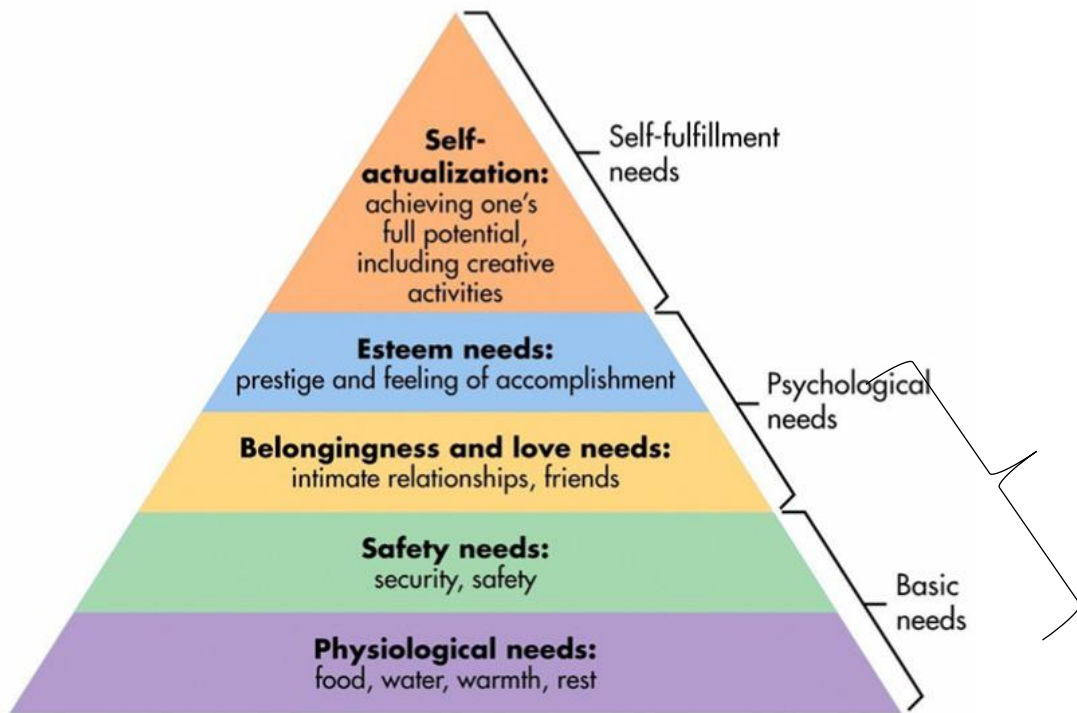 Self-
actualization:
achieving one's
full potential,
including creative
activities
Self-fulfillment
needs
Esteem needs:
prestige and feeling of accomplishment
Psychological
needs
Belongingness and love needs:
intimate relationships, friends
Safety needs:
security, safety
Basic
needs
Physiological needs:
food, water, warmth, rest